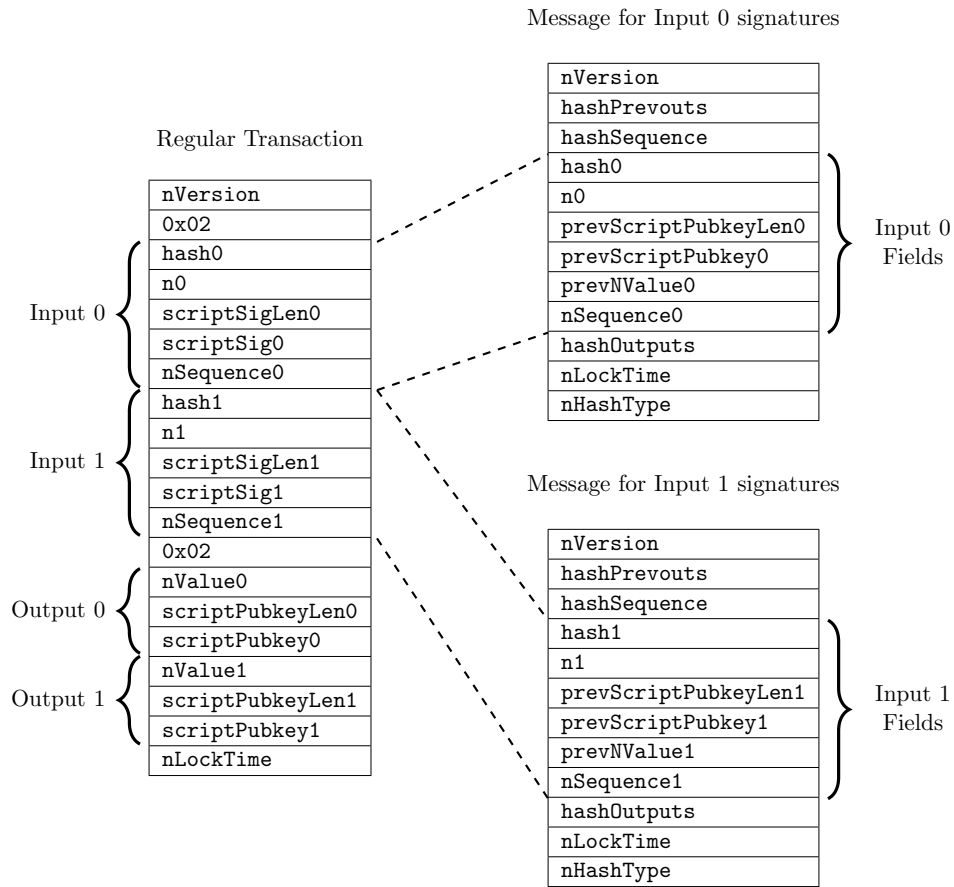 Message for Input 0 signatures
nVersion
hashPrevouts
hashSequence
hash0
n0
prevScriptPubkeyLen0
prevScriptPubkey0
prevNValue0
nSequence0
hashOutputs
nLockTime
nHashType
Input 0
Fields
Regular Transaction
nVersion
0x02
hash0
n0
scriptSigLen0
scriptSig0
nSequence0
hash1
n1
scriptSigLen1
scriptSig1
nSequence1
0x02
nValue0
scriptPubkeyLen0
scriptPubkey0
nValue1
scriptPubkeyLen1
scriptPubkey1
nLockTime
Input 0
Input 1
Output 0
Output 1
Message for Input 1 signatures
nVersion
hashPrevouts
hashSequence
hash1
n1
prevScriptPubkeyLen1
prevScriptPubkey1
prevNValue1
nSequence1
hashOutputs
nLockTime
nHashType
Input 1
Fields